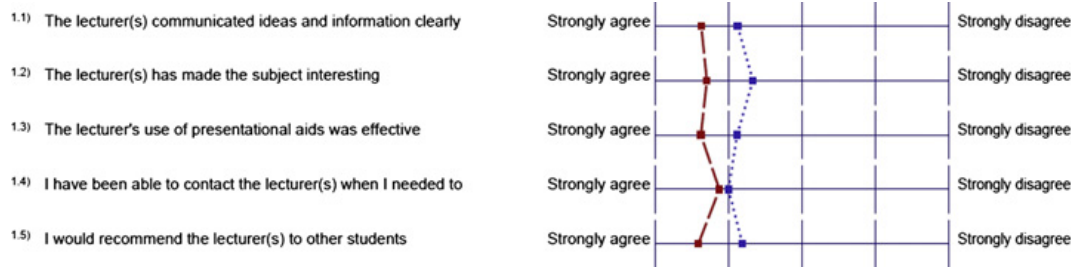 1.1) The lecturer(s) communicated ideas and information clearly Strongly agree Strongly disagree
1.2) The lecturer(s) has made the subject interesting Strongly agree Strongly disagree
1.3) The lecturer's use of presentational aids was effective Strongly agree Strongly disagree
1.4) I have been able to contact the lecturer(s) when I needed to Strongly agree Strongly disagree
1.5) I would recommend the lecturer(s) to other students Strongly agree Strongly disagree